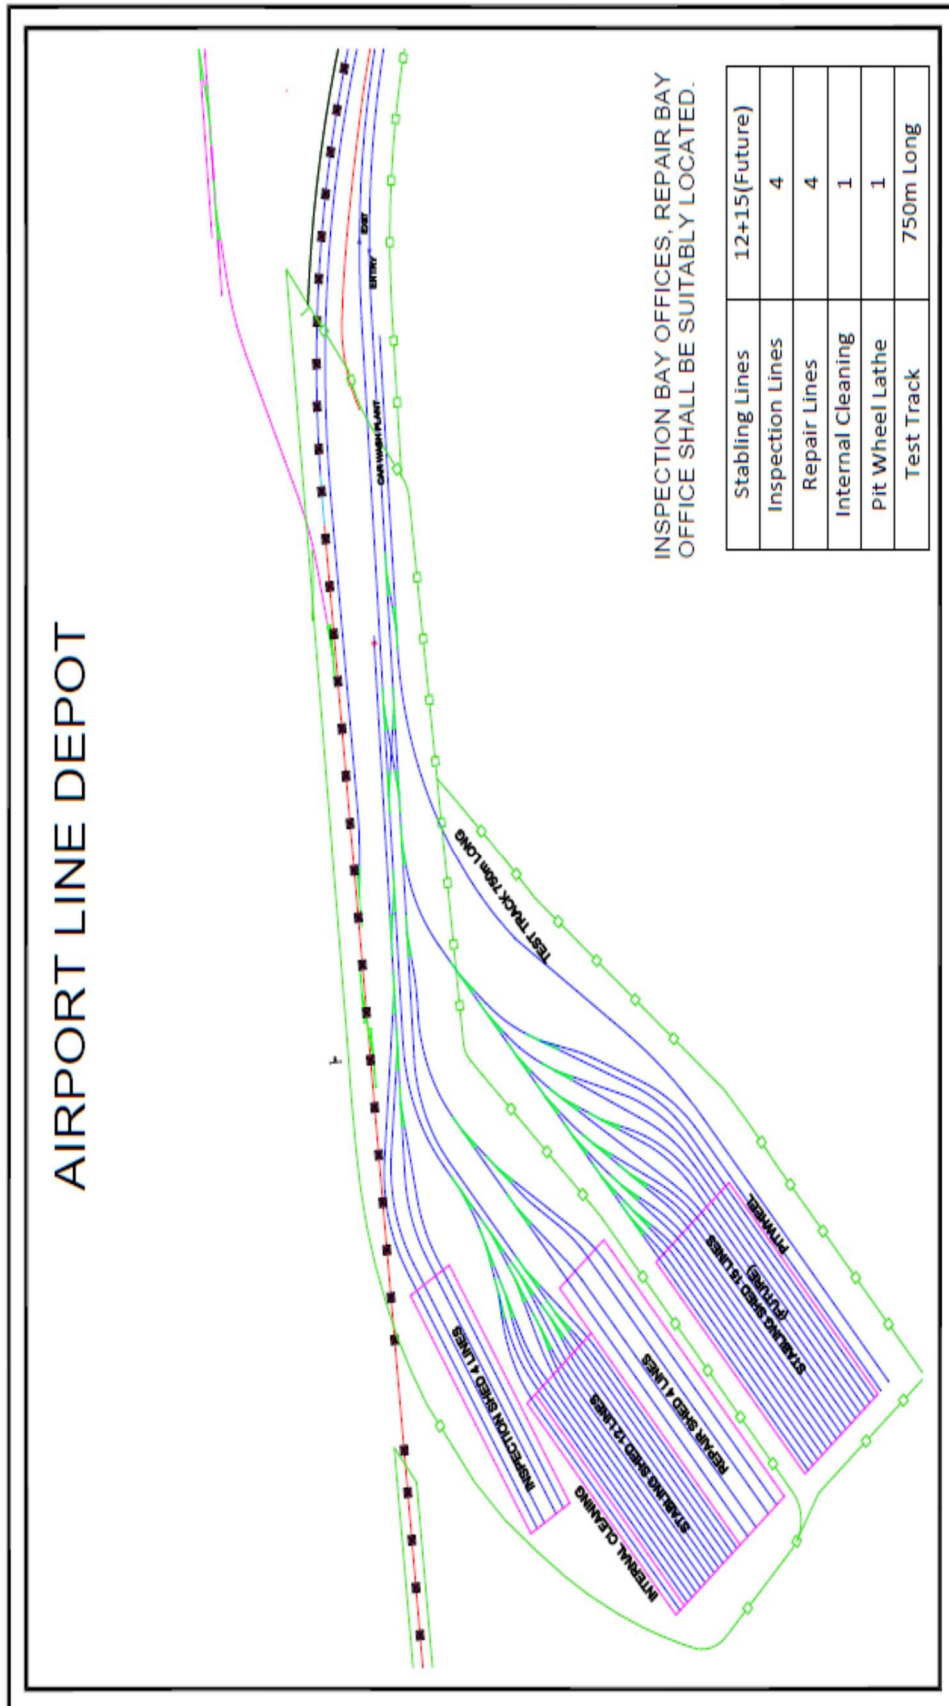 AIRPORT LINE DEPOT
EXIT
ENTRY
CAR WASH PLANT
TEST TRACK 750m LONG
INSPECTION SHED 4 LINES
INTERNAL CLEANING
STABLING SHED 12 LINES
REPAIR SHED 4 LINES
STABLING SHED 15 LINES
(FUTURE)
PITWHEEL
INSPECTION BAY OFFICES, REPAIR BAY
OFFICE SHALL BE SUITABLY LOCATED.
Stabling Lines 12+15(Future)
Inspection Lines 4
Repair Lines 4
Internal Cleaning 1
Pit Wheel Lathe 1
Test Track 750m Long